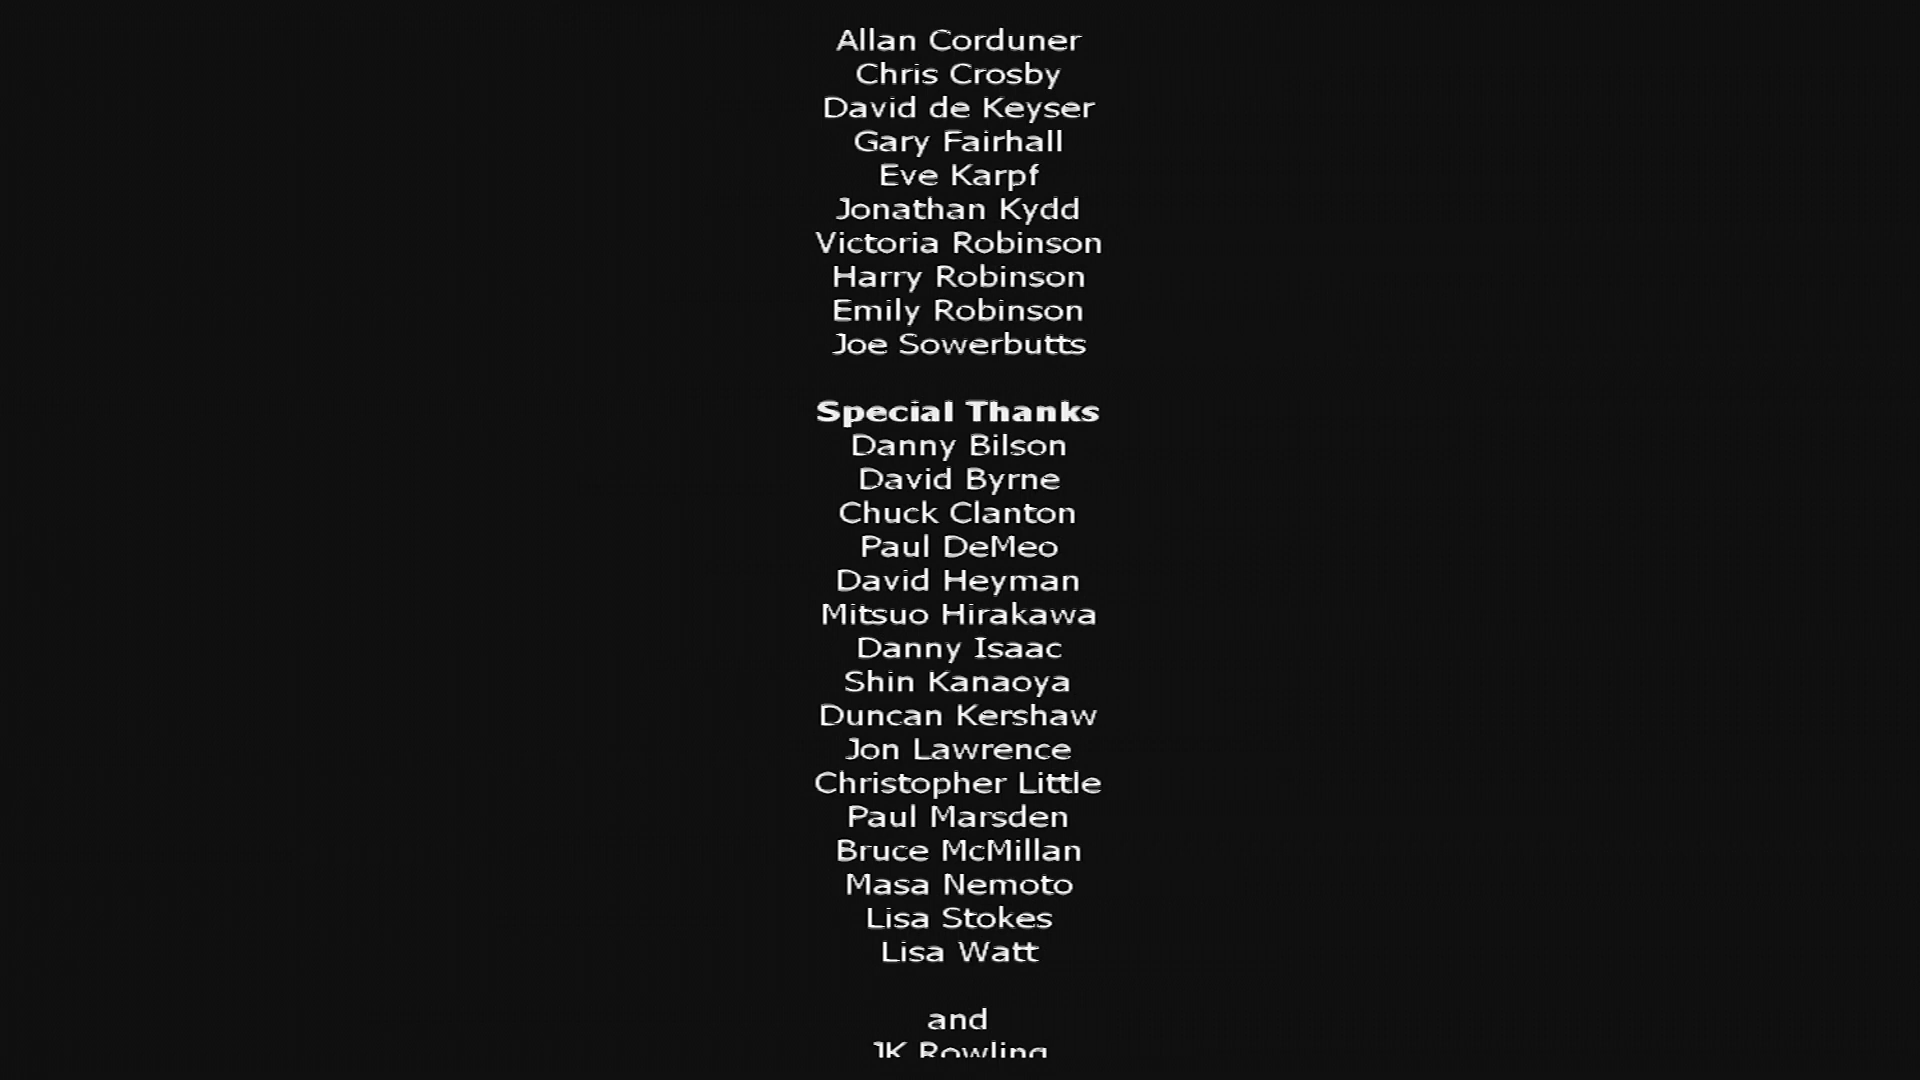 Allan Corduner
Chris Crosby
David de Keyser
Gary Fairhall
Eve Karpf
Jonathan Kydd
Victoria Robinson
Harry Robinson
Emily Robinson
Joe Sowerbutts
Special Thanks
Danny Bilson
David Byrne
Chuck Clanton
Paul DeMeo
David Heyman
Mitsuo Hirakawa
Danny Isaac
Shin Kanaoya
Duncan Kershaw
Jon Lawrence
Christopher Little
Paul Marsden
Bruce McMillan
Masa Nemoto
Lisa Stokes
Lisa Watt
and
JK Rowling